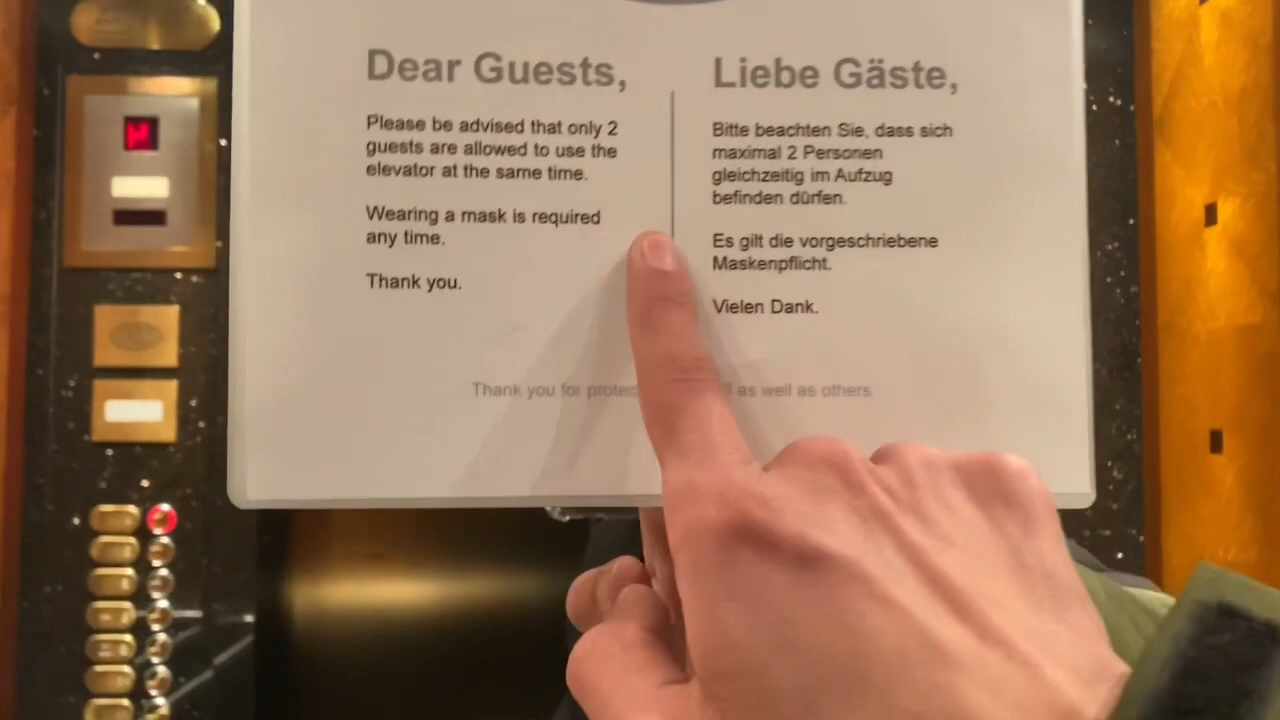 Dear Guests,
Please be advised that only 2
guests are allowed to use the
elevator at the same time.
Wearing a mask is required
any time.
Thank you.
Liebe Gäste,
Bitte beachten Sie, dass sich
maximal 2 Personen
gleichzeitig im Aufzug
befinden dürfen.
Es gilt die vorgeschriebene
Maskenpflicht.
Vielen Dank.
Thank you for as well as others.